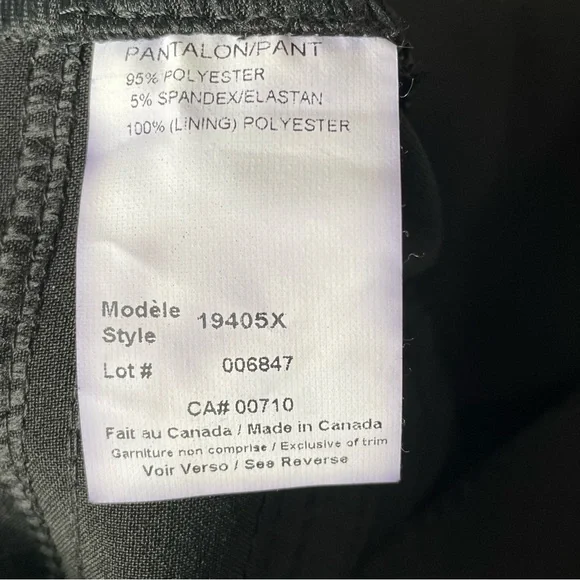 PANTALON/PANT
95% POLYESTER
5% SPANDEX/ELASTAN
100% (LINING) POLYESTER
Modèle
Style 19405X
Lot # 006847
CA# 00710
Fait au Canada / Made in Canada
Garniture non comprise / Exclusive of trim
Voir Verso / See Reverse